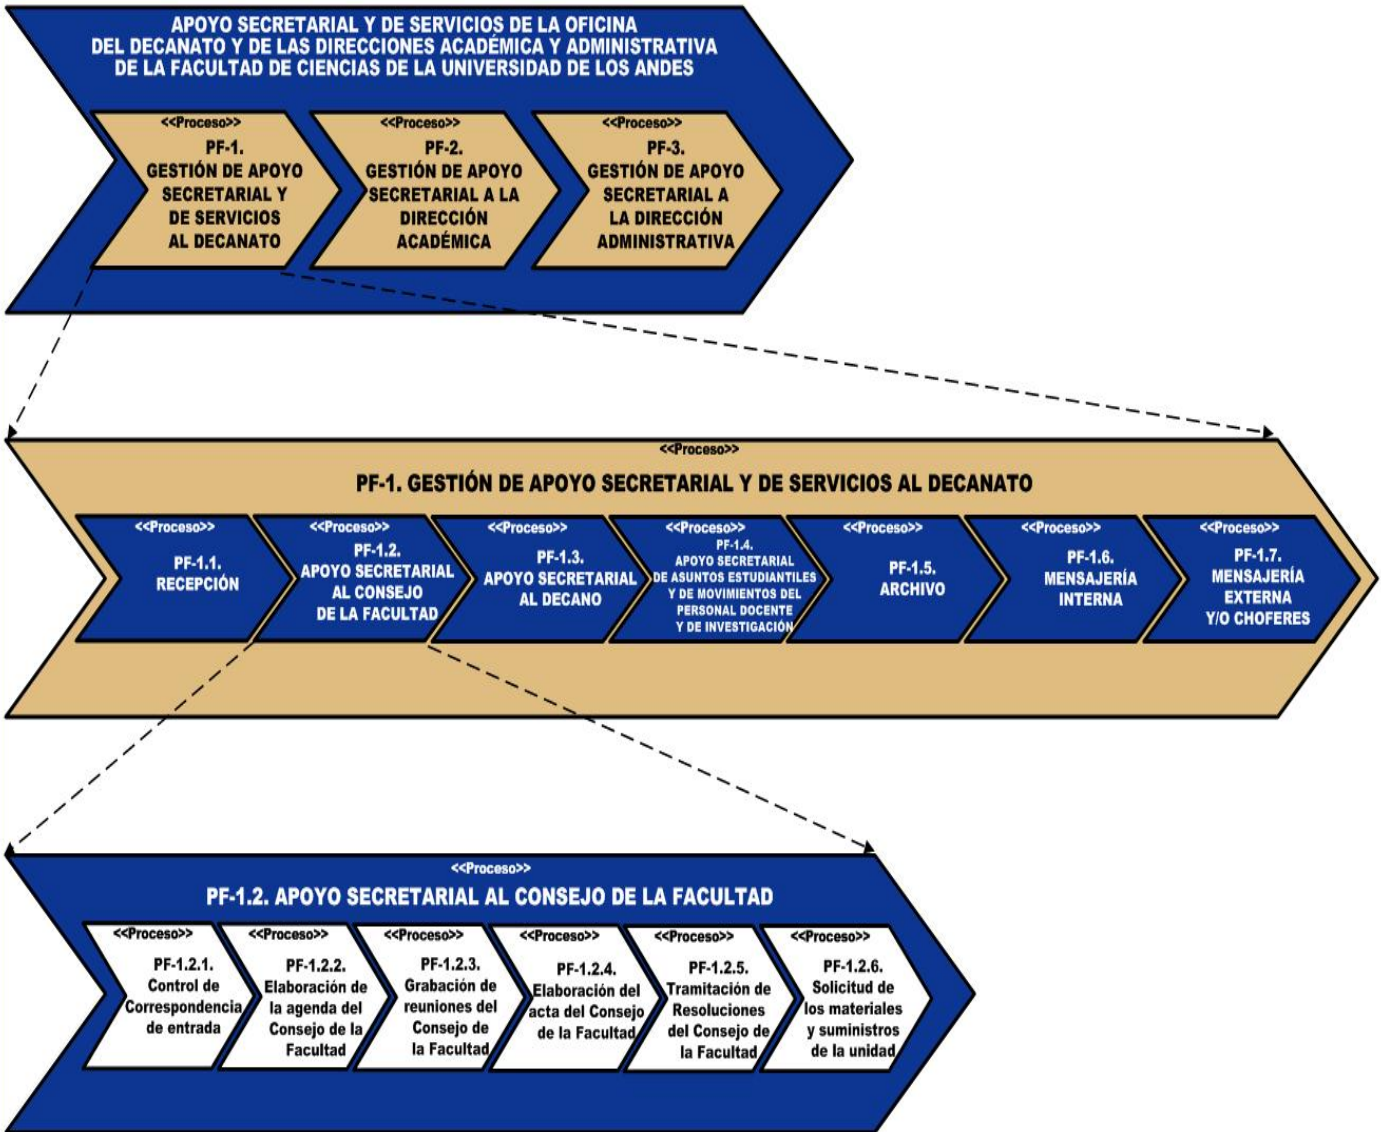 APOYO SECRETARIAL Y DE SERVICIOS DE LA OFICINA
DEL DECANATO Y DE LAS DIRECCIONES ACADÉMICA Y ADMINISTRATIVA
DE LA FACULTAD DE CIENCIAS DE LA UNIVERSIDAD DE LOS ANDES
<<Proceso>>
PF-1.
GESTIÓN DE APOYO
SECRETARIAL Y
DE SERVICIOS
AL DECANATO
<<Proceso>>
PF-2.
GESTIÓN DE APOYO
SECRETARIAL A LA
DIRECCIÓN
ACADÉMICA
<<Proceso>>
PF-3.
GESTIÓN DE APOYO
SECRETARIAL A
LA DIRECCIÓN
ADMINISTRATIVA
<<Proceso>>
PF-1. GESTIÓN DE APOYO SECRETARIAL Y DE SERVICIOS AL DECANATO
<<Proceso>>
PF-1.1.
RECEPCIÓN
<<Proceso>>
PF-1.2.
APOYO SECRETARIAL
AL CONSEJO
DE LA FACULTAD
<<Proceso>>
PF-1.3.
APOYO SECRETARIAL
AL DECANO
<<Proceso>>
PF-1.4.
APOYO SECRETARIAL
DE ASUNTOS ESTUDIANTILES
Y DE MOVIMIENTOS DEL
PERSONAL DOCENTE
Y DE INVESTIGACIÓN
<<Proceso>>
PF-1.5.
ARCHIVO
<<Proceso>>
PF-1.6.
MENSAJERÍA
INTERNA
<<Proceso>>
PF-1.7.
MENSAJERÍA
EXTERNA
Y/O CHOFERES
<<Proceso>>
PF-1.2. APOYO SECRETARIAL AL CONSEJO DE LA FACULTAD
<<Proceso>>
PF-1.2.1.
Control de
Correspondencia
de entrada
<<Proceso>>
PF-1.2.2.
Elaboración de
la agenda del
Consejo de la
Facultad
<<Proceso>>
PF-1.2.3.
Grabación de
reuniones del
Consejo de
la Facultad
<<Proceso>>
PF-1.2.4.
Elaboración del
acta del Consejo
de la Facultad
<<Proceso>>
PF-1.2.5.
Tramitación de
Resoluciones
del Consejo de
la Facultad
<<Proceso>>
PF-1.2.6.
Solicitud de
los materiales
y suministros
de la unidad